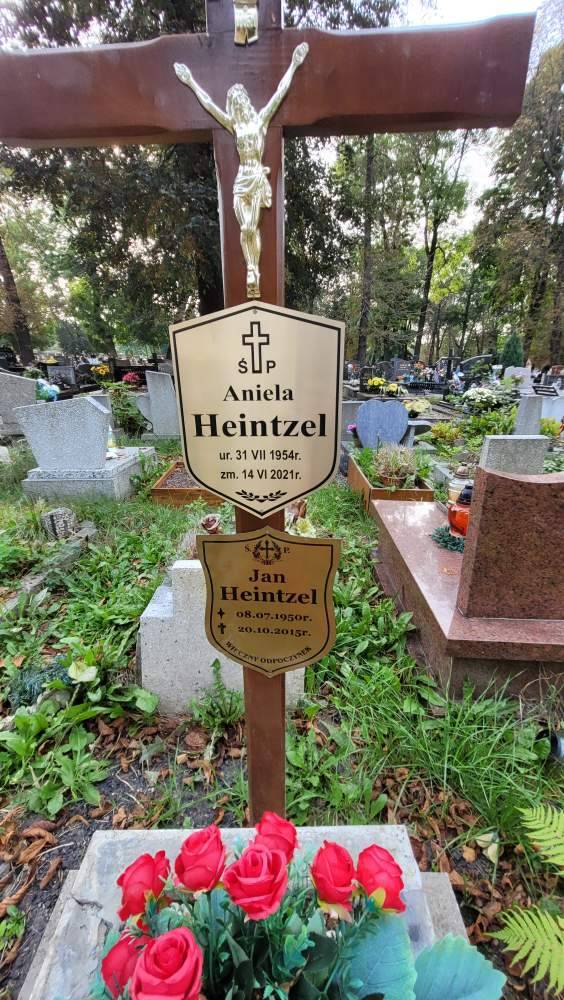 Ś P
Aniela
Heintzel
ur. 31 VII 1954r.
zm. 14 VI 2021r.
Ś. P.
Jan
Heintzel
08.07.1950r.
20.10.2015r.
WIECZNY ODPOCZYNEK